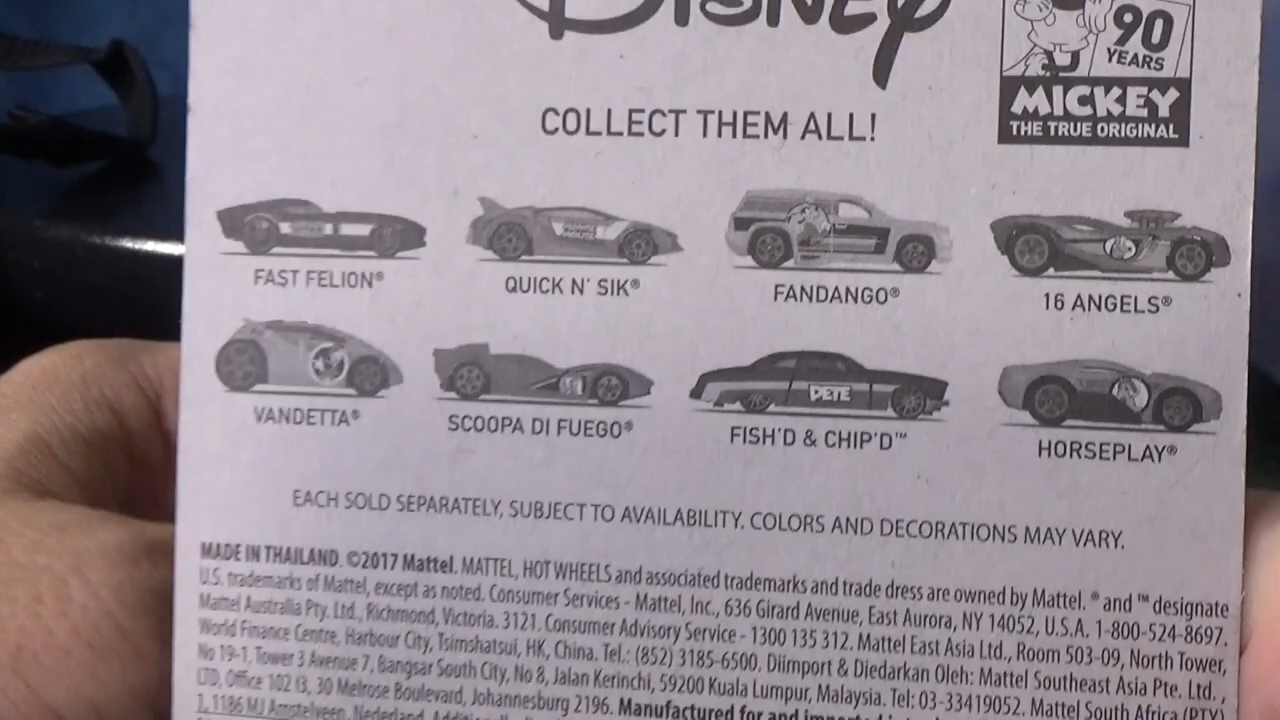 DISNEY
90
YEARS
MICKEY
THE TRUE ORIGINAL
COLLECT THEM ALL!
FAST FELION®
QUICK N' SIK®
FANDANGO®
16 ANGELS®
VANDETTA®
SCOOPA DI FUEGO®
PETE
FISH'D & CHIP'D™
HORSEPLAY®
EACH SOLD SEPARATELY, SUBJECT TO AVAILABILITY. COLORS AND DECORATIONS MAY VARY.
MADE IN THAILAND. ©2017 Mattel. MATTEL, HOT WHEELS and associated trademarks and trade dress are owned by Mattel. ® and ™ designate
U.S. trademarks of Mattel, except as noted. Consumer Services - Mattel, Inc., 636 Girard Avenue, East Aurora, NY 14052, U.S.A. 1-800-524-8697.
Mattel Australia Pty. Ltd., Richmond, Victoria. 3121. Consumer Advisory Service - 1300 135 312. Mattel East Asia Ltd., Room 503-09, North Tower,
World Finance Centre, Harbour City, Tsimshatsui, HK, China. Tel.: (852) 3185-6500. Diimport & Diedarkan Oleh: Mattel Southeast Asia Pte. Ltd.,
No 19-1, Tower 3 Avenue 7, Bangsar South City, No 8, Jalan Kerinchi, 59200 Kuala Lumpur, Malaysia. Tel: 03-33419052. Mattel South Africa (PTY)
LTD, Office 102 I3, 30 Melrose Boulevard, Johannesburg 2196. Manufactured for and
1, 1186 MJ Amstelveen, Nederland.